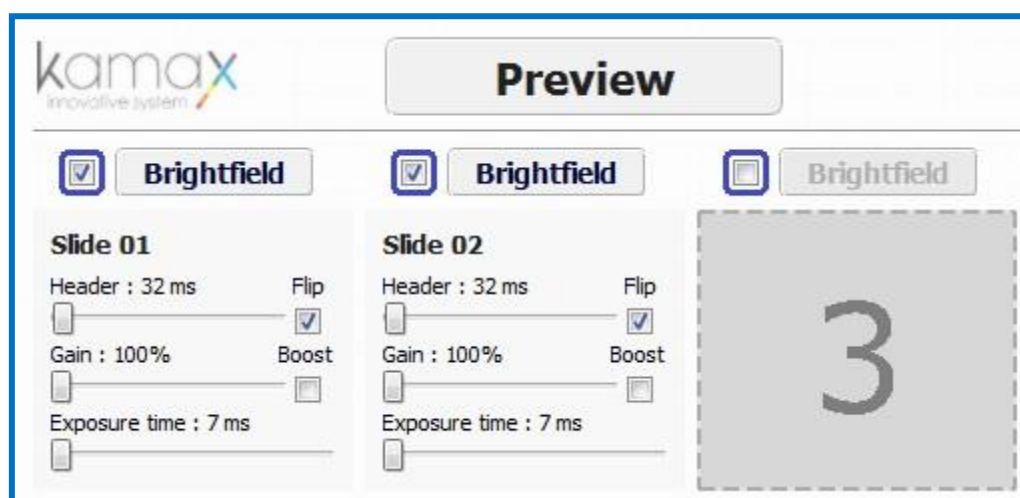 kamax
innovative system
Preview
Brightfield
Brightfield
Brightfield
Slide 01
Header : 32 ms
Flip
Gain : 100%
Boost
Exposure time : 7 ms
Slide 02
Header : 32 ms
Flip
Gain : 100%
Boost
Exposure time : 7 ms
3